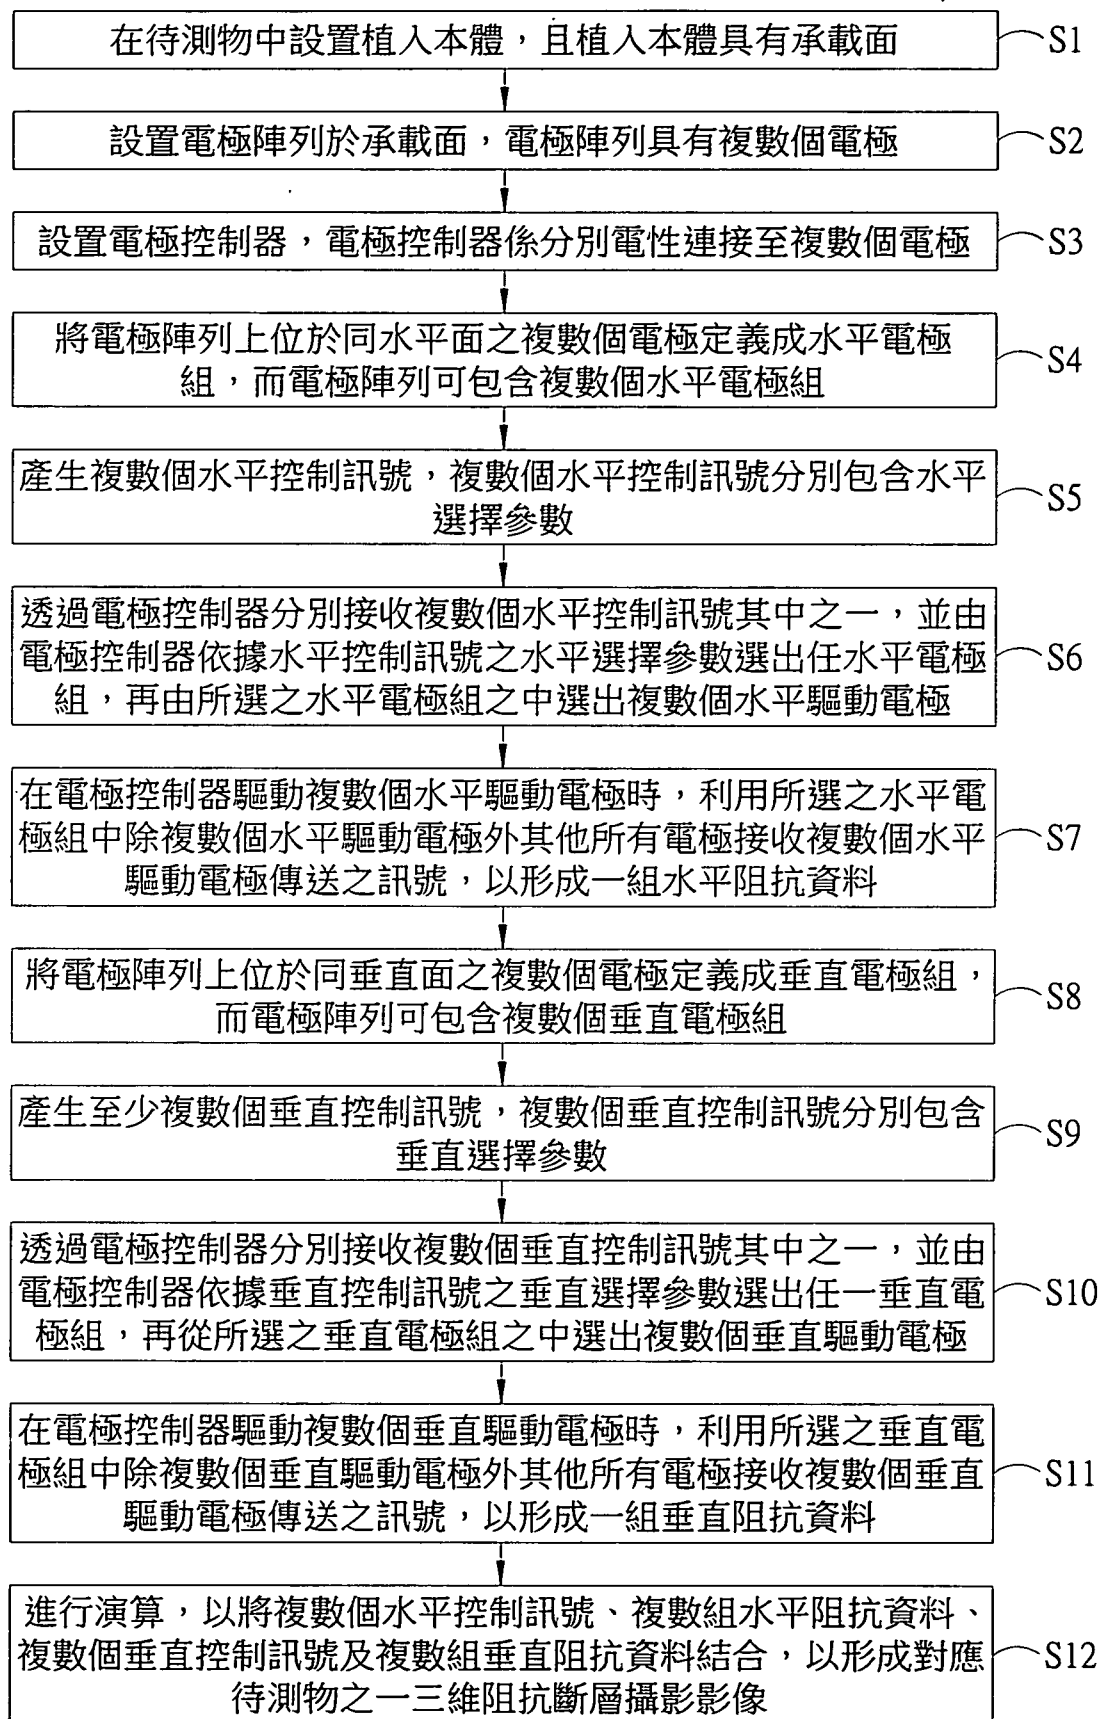 在待測物中設置植入本體，且植入本體具有承載面
S1
設置電極陣列於承載面，電極陣列具有複數個電極
S2
設置電極控制器，電極控制器係分別電性連接至複數個電極
S3
將電極陣列上位於同水平面之複數個電極定義成水平電極
組，而電極陣列可包含複數個水平電極組
S4
產生複數個水平控制訊號，複數個水平控制訊號分別包含水平
選擇參數
S5
透過電極控制器分別接收複數個水平控制訊號其中之一，並由
電極控制器依據水平控制訊號之水平選擇參數選出任水平電極
組，再由所選之水平電極組之中選出複數個水平驅動電極
S6
在電極控制器驅動複數個水平驅動電極時，利用所選之水平電
極組中除複數個水平驅動電極外其他所有電極接收複數個水平
驅動電極傳送之訊號，以形成一組水平阻抗資料
S7
將電極陣列上位於同垂直面之複數個電極定義成垂直電極組，
而電極陣列可包含複數個垂直電極組
S8
產生至少複數個垂直控制訊號，複數個垂直控制訊號分別包含
垂直選擇參數
S9
透過電極控制器分別接收複數個垂直控制訊號其中之一，並由
電極控制器依據垂直控制訊號之垂直選擇參數選出任一垂直電
極組，再從所選之垂直電極組之中選出複數個垂直驅動電極
S10
在電極控制器驅動複數個垂直驅動電極時，利用所選之垂直電
極組中除複數個垂直驅動電極外其他所有電極接收複數個垂直
驅動電極傳送之訊號，以形成一組垂直阻抗資料
S11
進行演算，以將複數個水平控制訊號、複數組水平阻抗資料、
複數個垂直控制訊號及複數組垂直阻抗資料結合，以形成對應
待測物之一三維阻抗斷層攝影影像
S12